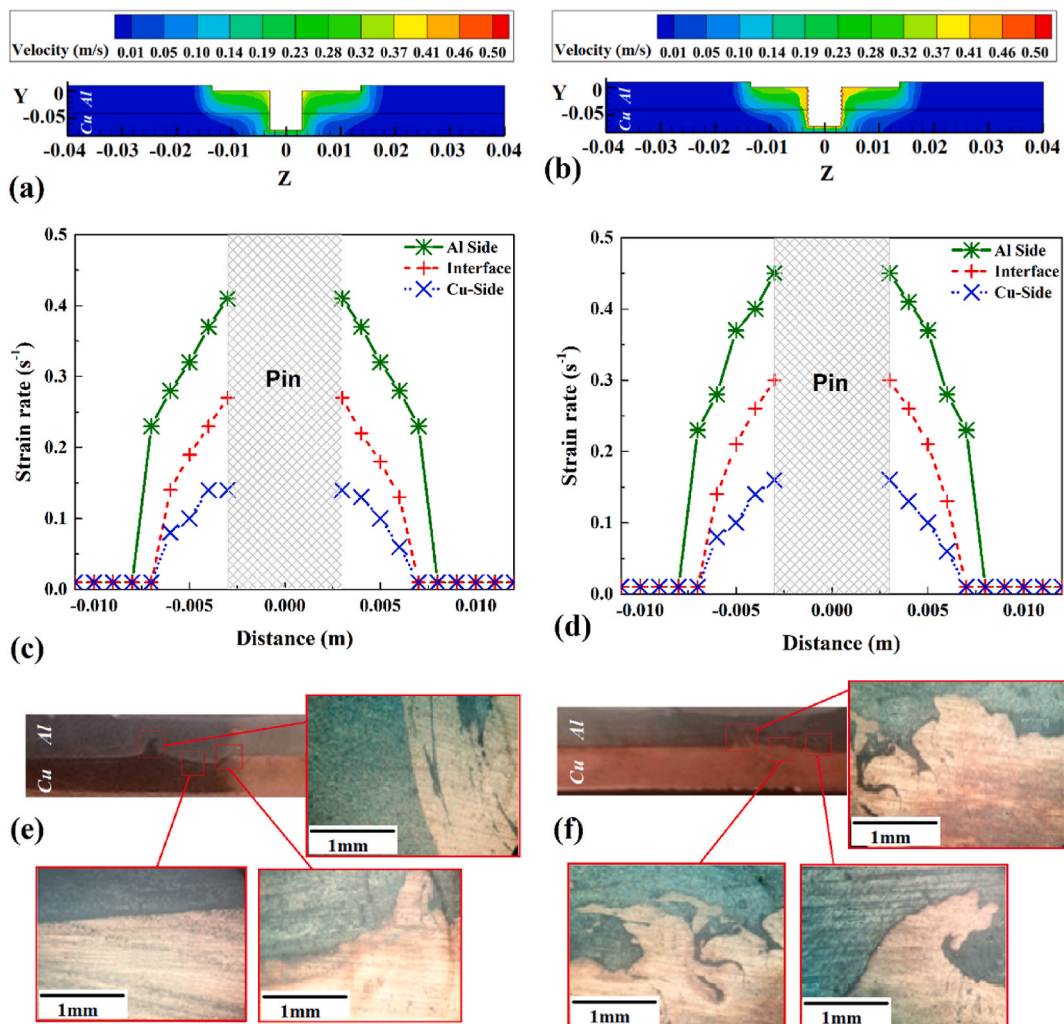 (a)
Velocity (m/s) 0.01 0.05 0.10 0.14 0.19 0.23 0.28 0.32 0.37 0.41 0.46 0.50
Y
0
-0.05
Cu Al
-0.04 -0.03 -0.02 -0.01 0 0.01 0.02 0.03 0.04
Z
(b)
Velocity (m/s) 0.01 0.05 0.10 0.14 0.19 0.23 0.28 0.32 0.37 0.41 0.46 0.50
Y
0
-0.05
Cu Al
-0.04 -0.03 -0.02 -0.01 0 0.01 0.02 0.03 0.04
Z
Strain rate (s-1)
0.5
0.4
0.3
0.2
0.1
0.0
Al Side
Interface
Cu-Side
Pin
-0.010 -0.005 0.000 0.005 0.010
Distance (m)
(c)
Strain rate (s-1)
0.5
0.4
0.3
0.2
0.1
0.0
Al Side
Interface
Cu-Side
Pin
-0.010 -0.005 0.000 0.005 0.010
Distance (m)
(d)
Cu Al
(e)
1mm
1mm
1mm
Cu Al
(f)
1mm
1mm
1mm